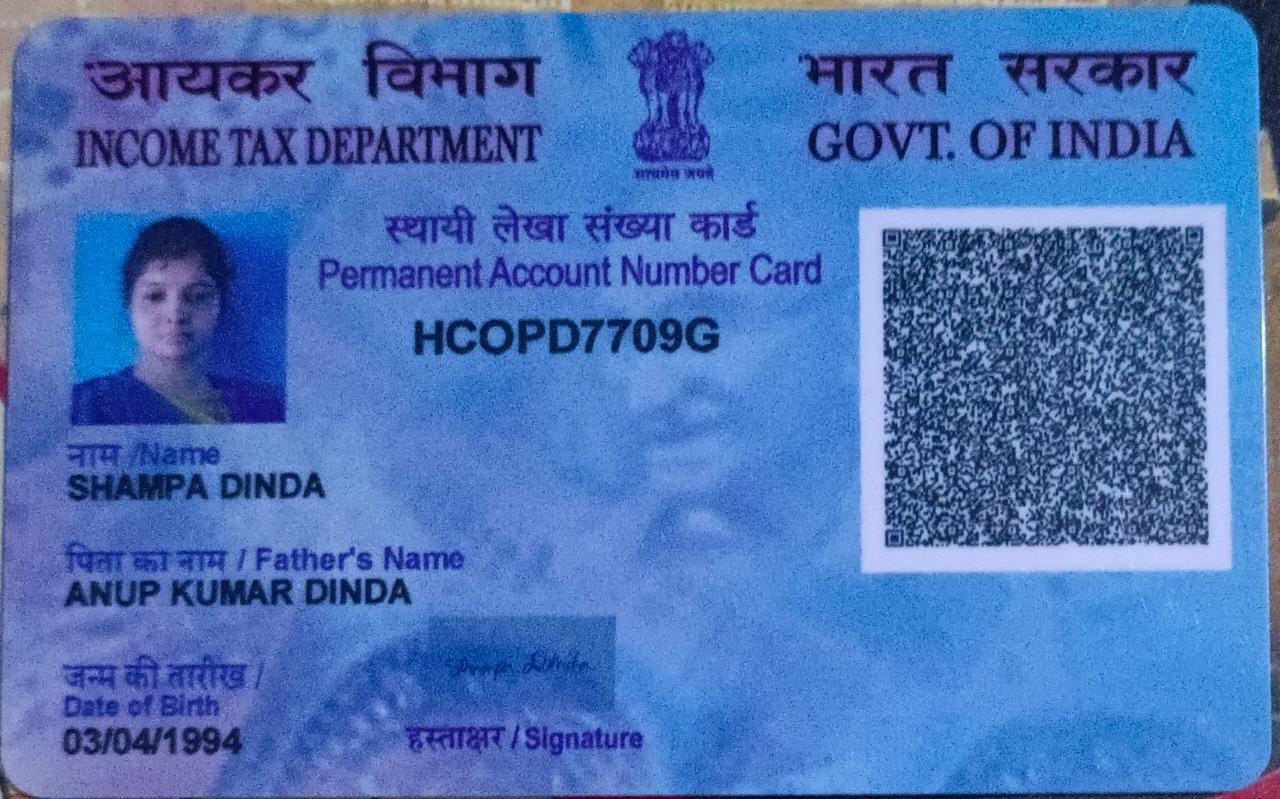 आयकर विभाग
INCOME TAX DEPARTMENT
सत्यमेव जयते
भारत सरकार
GOVT. OF INDIA
स्थायी लेखा संख्या कार्ड
Permanent Account Number Card
HCOPD7709G
नाम /Name
SHAMPA DINDA
पिता का नाम / Father's Name
ANUP KUMAR DINDA
जन्म की तारीख /
Date of Birth
03/04/1994
Dinda
हस्ताक्षर / Signature